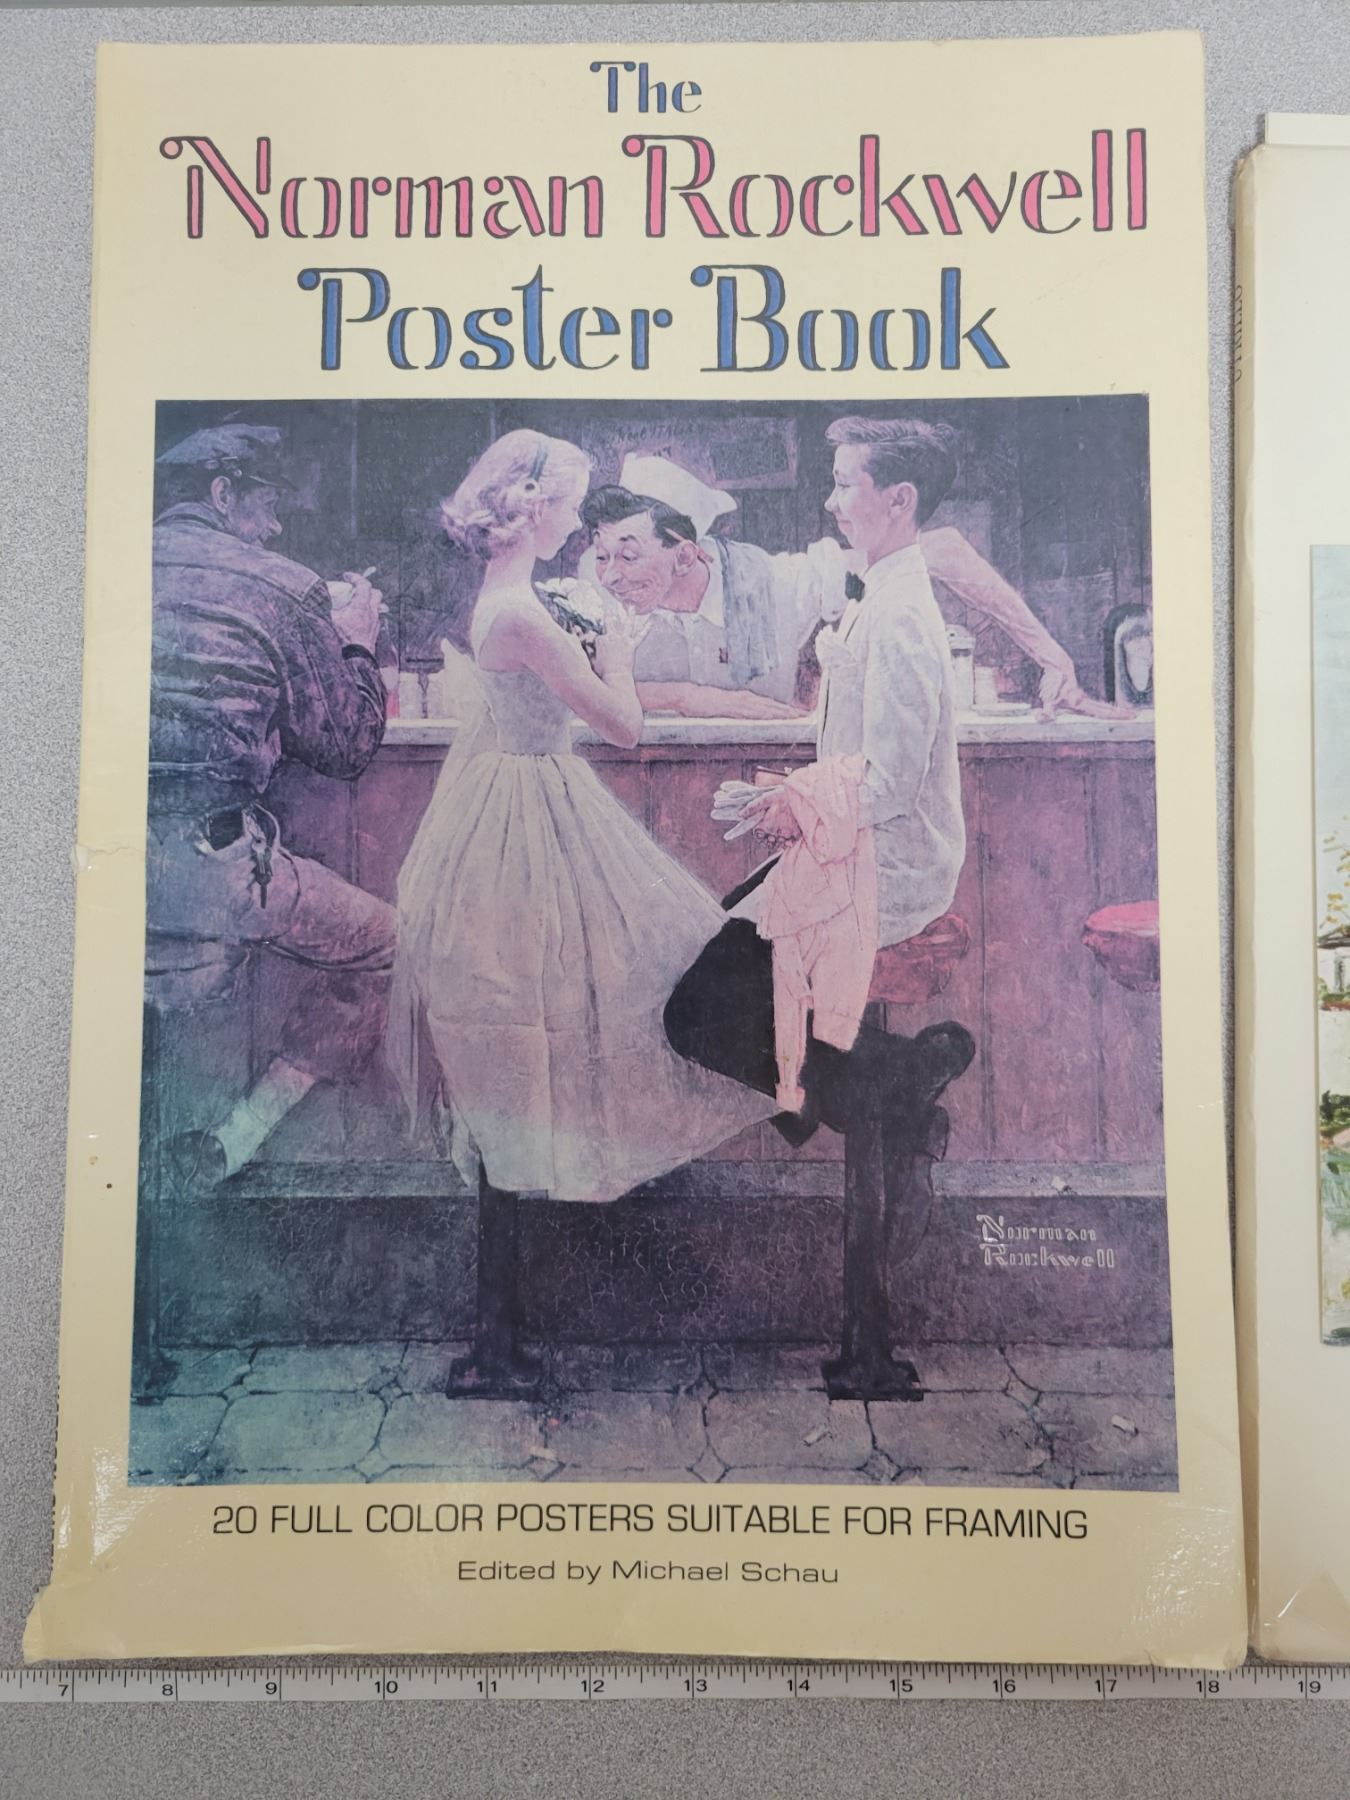 The
Norman Rockwell
Poster Book
UTRILLO
Norman
Rockwell
20 FULL COLOR POSTERS SUITABLE FOR FRAMING
Edited by Michael Schau
7 8 9 10 11 12 13 14 15 16 17 18 19